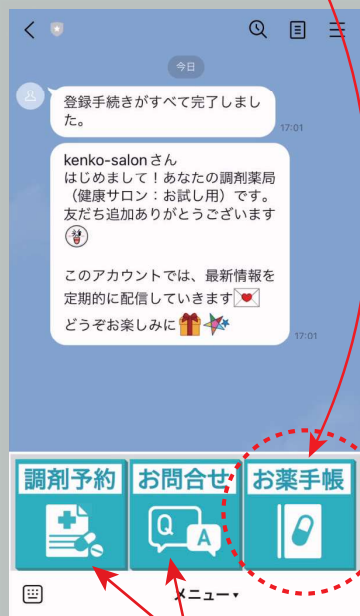 今日
登録手続きがすべて完了しまし
た。
17:01
kenko-salonさん
はじめまして！あなたの調剤薬局
（健康サロン：お試し用）です。
友だち追加ありがとうございます
このアカウントでは、最新情報を
定期的に配信していきます
どうぞお楽しみに
17:01
調剤予約
お問合せ
お薬手帳
Q
A
メニュー▾